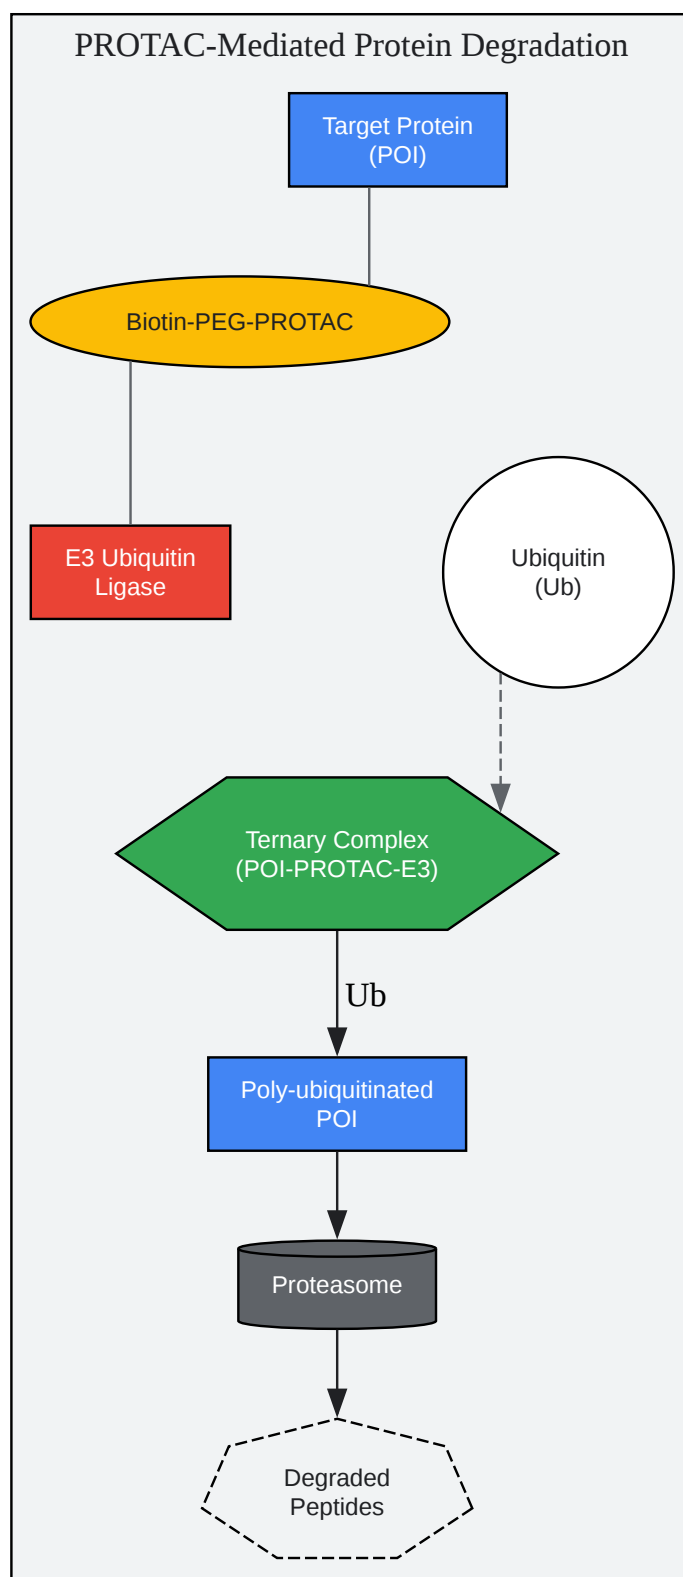 PROTAC-Mediated Protein Degradation
Target Protein
(POI)
Biotin-PEG-PROTAC
E3 Ubiquitin
Ligase
Ubiquitin
(Ub)
Ternary Complex
(POI-PROTAC-E3)
Ub
Poly-ubiquitinated
POI
Proteasome
Degraded
Peptides